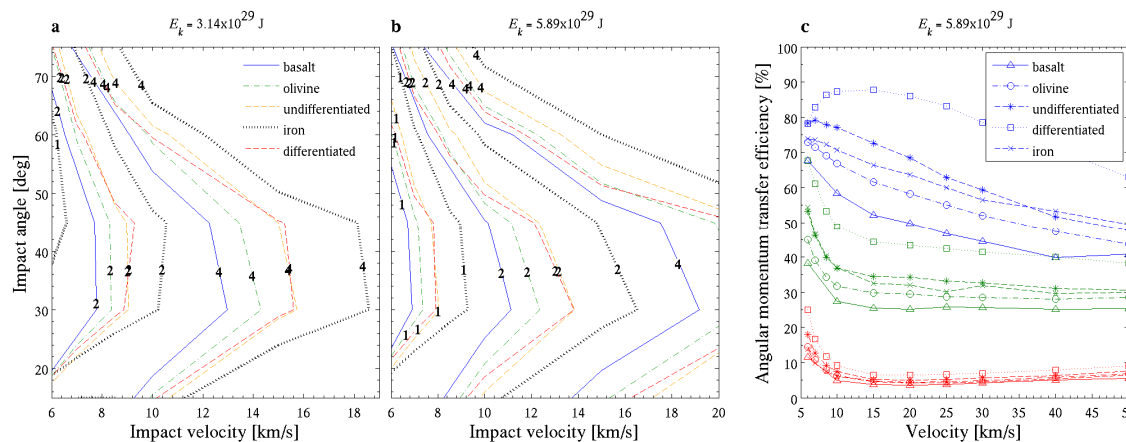 a
E_k = 3.14x10^29 J
b
E_k = 5.89x10^29 J
c
E_k = 5.89x10^29 J
Impact angle [deg]
70
60
50
40
30
20
basalt
olivine
undifferentiated
iron
differentiated
6 8 10 12 14 16 18
Impact velocity [km/s]
6 8 10 12 14 16 18 20
Impact velocity [km/s]
Angular momentum transfer efficiency [%]
100
90
80
70
60
50
40
30
20
10
0
basalt
olivine
undifferentiated
differentiated
iron
5 10 15 20 25 30 35 40 45 50
Velocity [km/s]